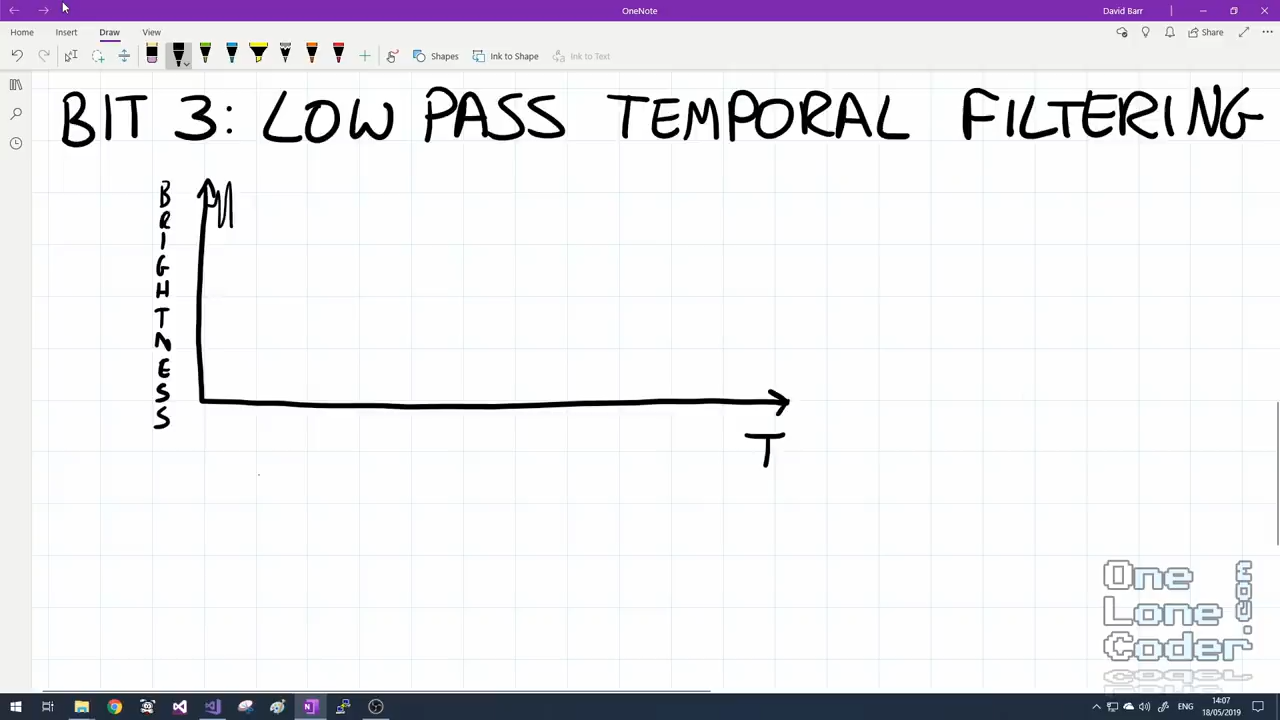 OneNote
David Barr
Home Insert Draw View
Share
Shapes Ink to Shape Ink to Text
BIT 3: LOW PASS TEMPORAL FILTERING
BRIGHTNESS
T
One
Lone
Coder
.com
ENG
14:07
18/05/2019